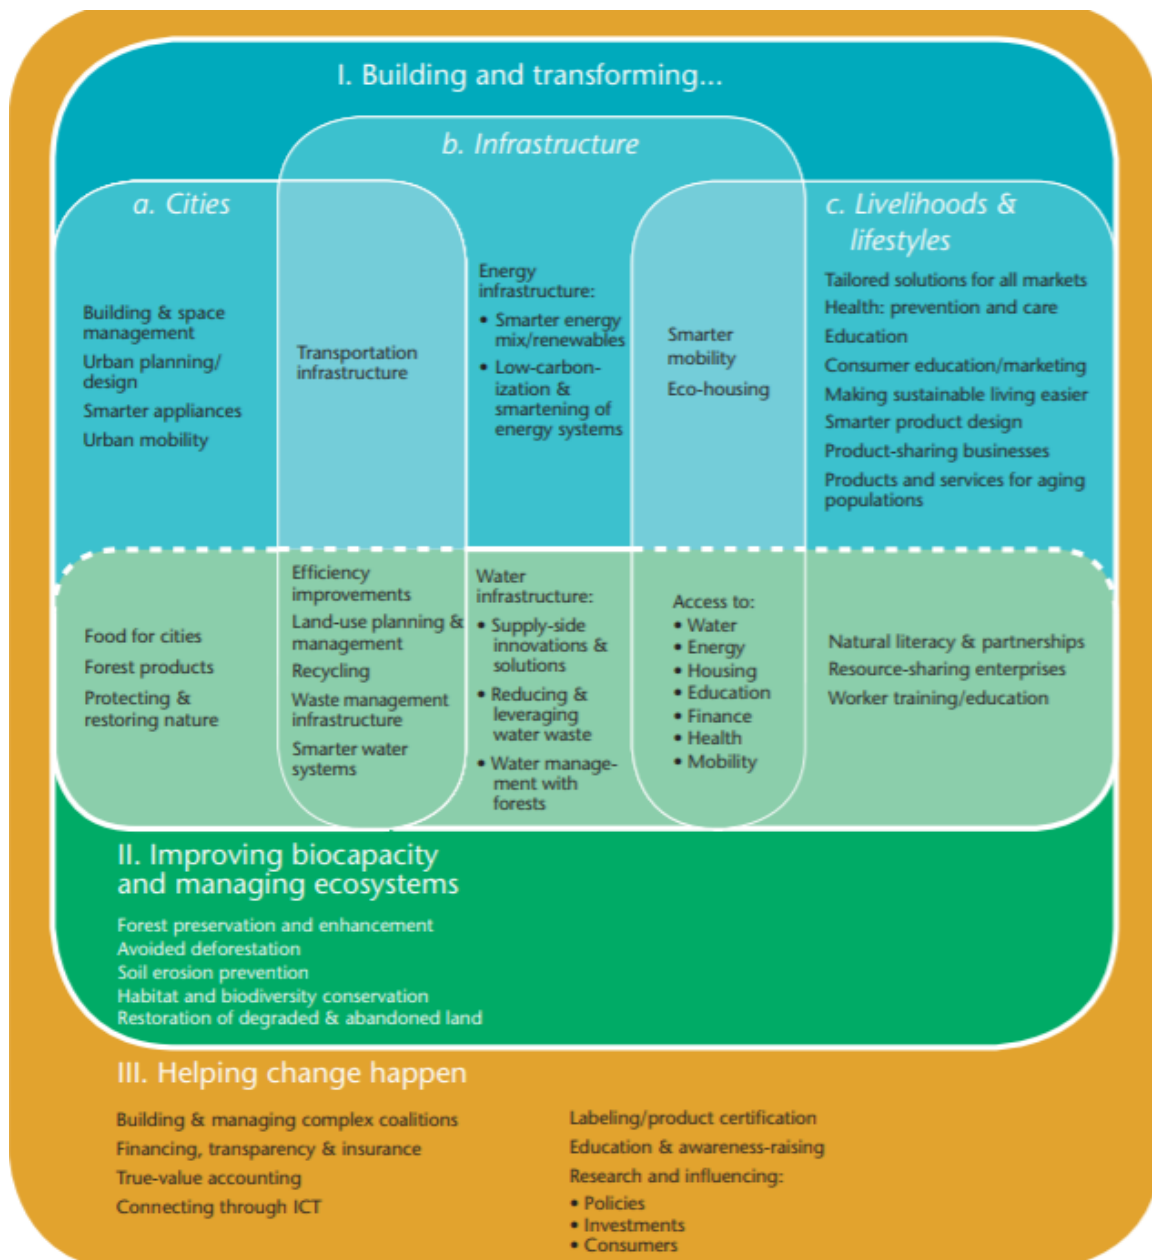 I. Building and transforming...
b. Infrastructure
a. Cities
c. Livelihoods &
lifestyles
Building & space
management
Urban planning/
design
Smarter appliances
Urban mobility
Transportation
infrastructure
Energy
infrastructure:
• Smarter energy
mix/renewables
• Low-carbon-
ization &
smartening of
energy systems
Smarter
mobility
Eco-housing
Tailored solutions for all markets
Health: prevention and care
Education
Consumer education/marketing
Making sustainable living easier
Smarter product design
Product-sharing businesses
Products and services for aging
populations
Food for cities
Forest products
Protecting &
restoring nature
Efficiency
improvements
Land-use planning &
management
Recycling
Waste management
infrastructure
Smarter water
systems
Water
infrastructure:
• Supply-side
innovations &
solutions
• Reducing &
leveraging
water waste
• Water manage-
ment with
forests
Access to:
• Water
• Energy
• Housing
• Education
• Finance
• Health
• Mobility
Natural literacy & partnerships
Resource-sharing enterprises
Worker training/education
II. Improving biocapacity
and managing ecosystems
Forest preservation and enhancement
Avoided deforestation
Soil erosion prevention
Habitat and biodiversity conservation
Restoration of degraded & abandoned land
III. Helping change happen
Building & managing complex coalitions
Financing, transparency & insurance
True-value accounting
Connecting through ICT
Labeling/product certification
Education & awareness-raising
Research and influencing:
• Policies
• Investments
• Consumers